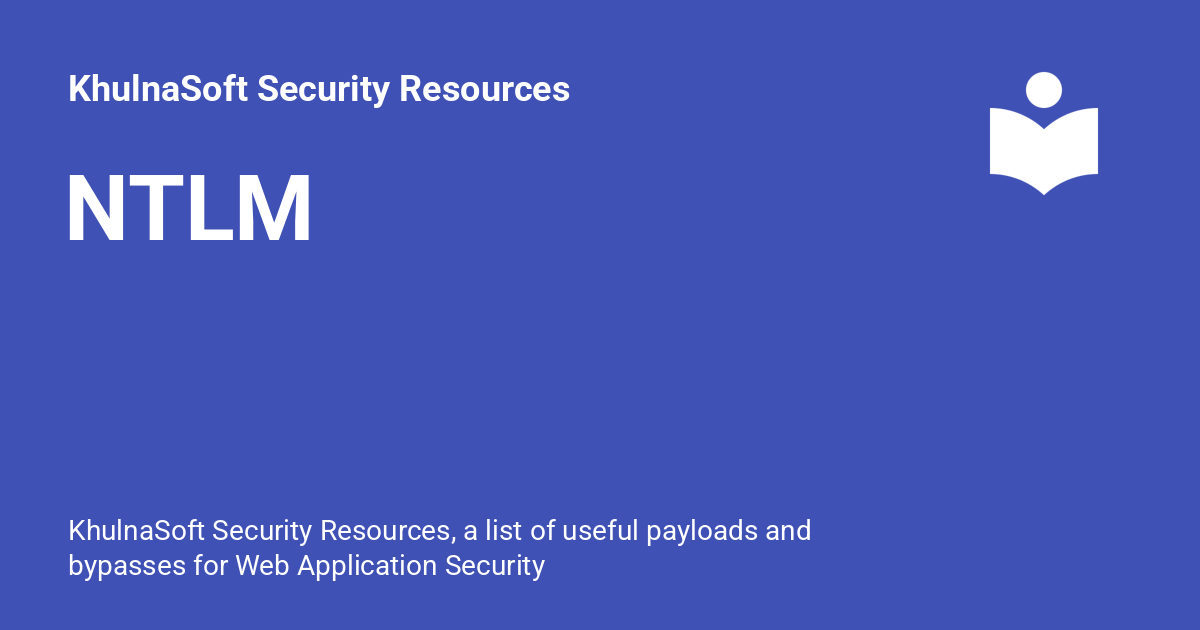 KhulnaSoft Security Resources
NTLM
KhulnaSoft Security Resources, a list of useful payloads and
bypasses for Web Application Security